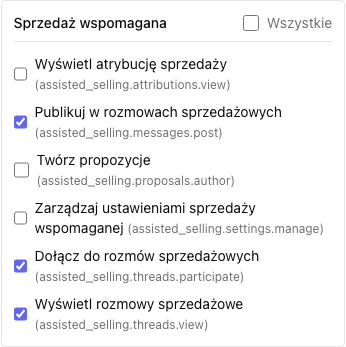 Sprzedaż wspomagana
Wszystkie
Wyświetl atrybucję sprzedaży
(assisted_selling.attributions.view)
Publikuj w rozmowach sprzedażowych
(assisted_selling.messages.post)
Twórz propozycje
(assisted_selling.proposals.author)
Zarządzaj ustawieniami sprzedaży
wspomaganej (assisted_selling.settings.manage)
Dołącz do rozmów sprzedażowych
(assisted_selling.threads.participate)
Wyświetl rozmowy sprzedażowe
(assisted_selling.threads.view)